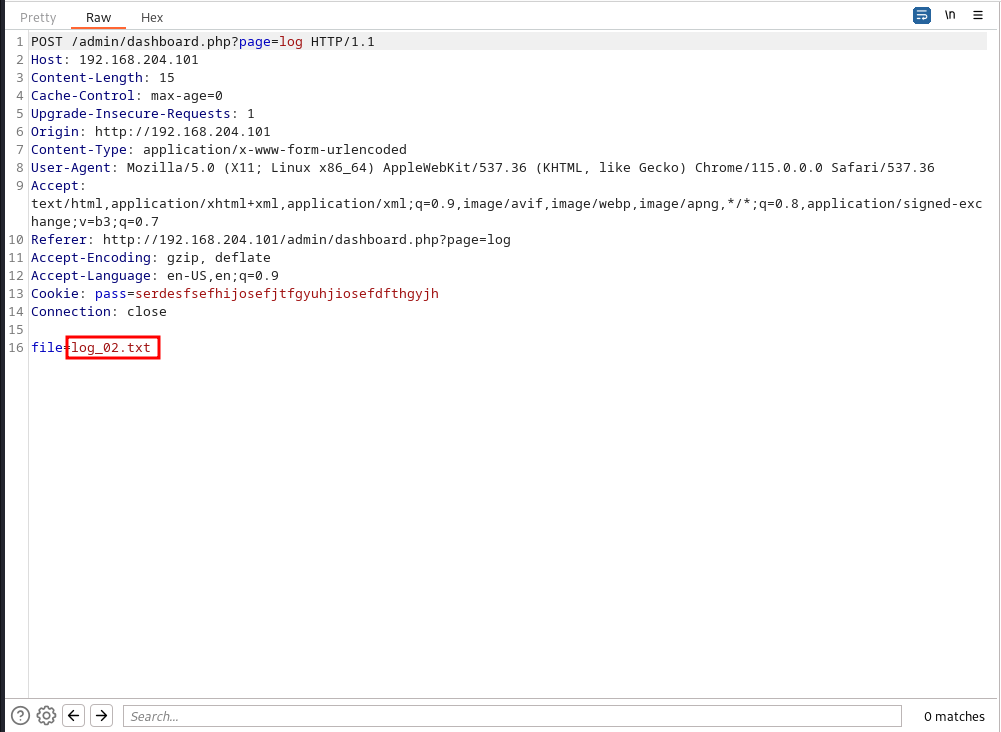 Pretty Raw Hex \n
1 POST /admin/dashboard.php?page=log HTTP/1.1
2 Host: 192.168.204.101
3 Content-Length: 15
4 Cache-Control: max-age=0
5 Upgrade-Insecure-Requests: 1
6 Origin: http://192.168.204.101
7 Content-Type: application/x-www-form-urlencoded
8 User-Agent: Mozilla/5.0 (X11; Linux x86_64) AppleWebKit/537.36 (KHTML, like Gecko) Chrome/115.0.0.0 Safari/537.36
9 Accept:
text/html,application/xhtml+xml,application/xml;q=0.9,image/avif,image/webp,image/apng,*/*;q=0.8,application/signed-exc
hange;v=b3;q=0.7
10 Referer: http://192.168.204.101/admin/dashboard.php?page=log
11 Accept-Encoding: gzip, deflate
12 Accept-Language: en-US,en;q=0.9
13 Cookie: pass=serdesfsefhijosefjtfgyuhjiosefdfthgyjh
14 Connection: close
15
16 file=log_02.txt
? Search... 0 matches